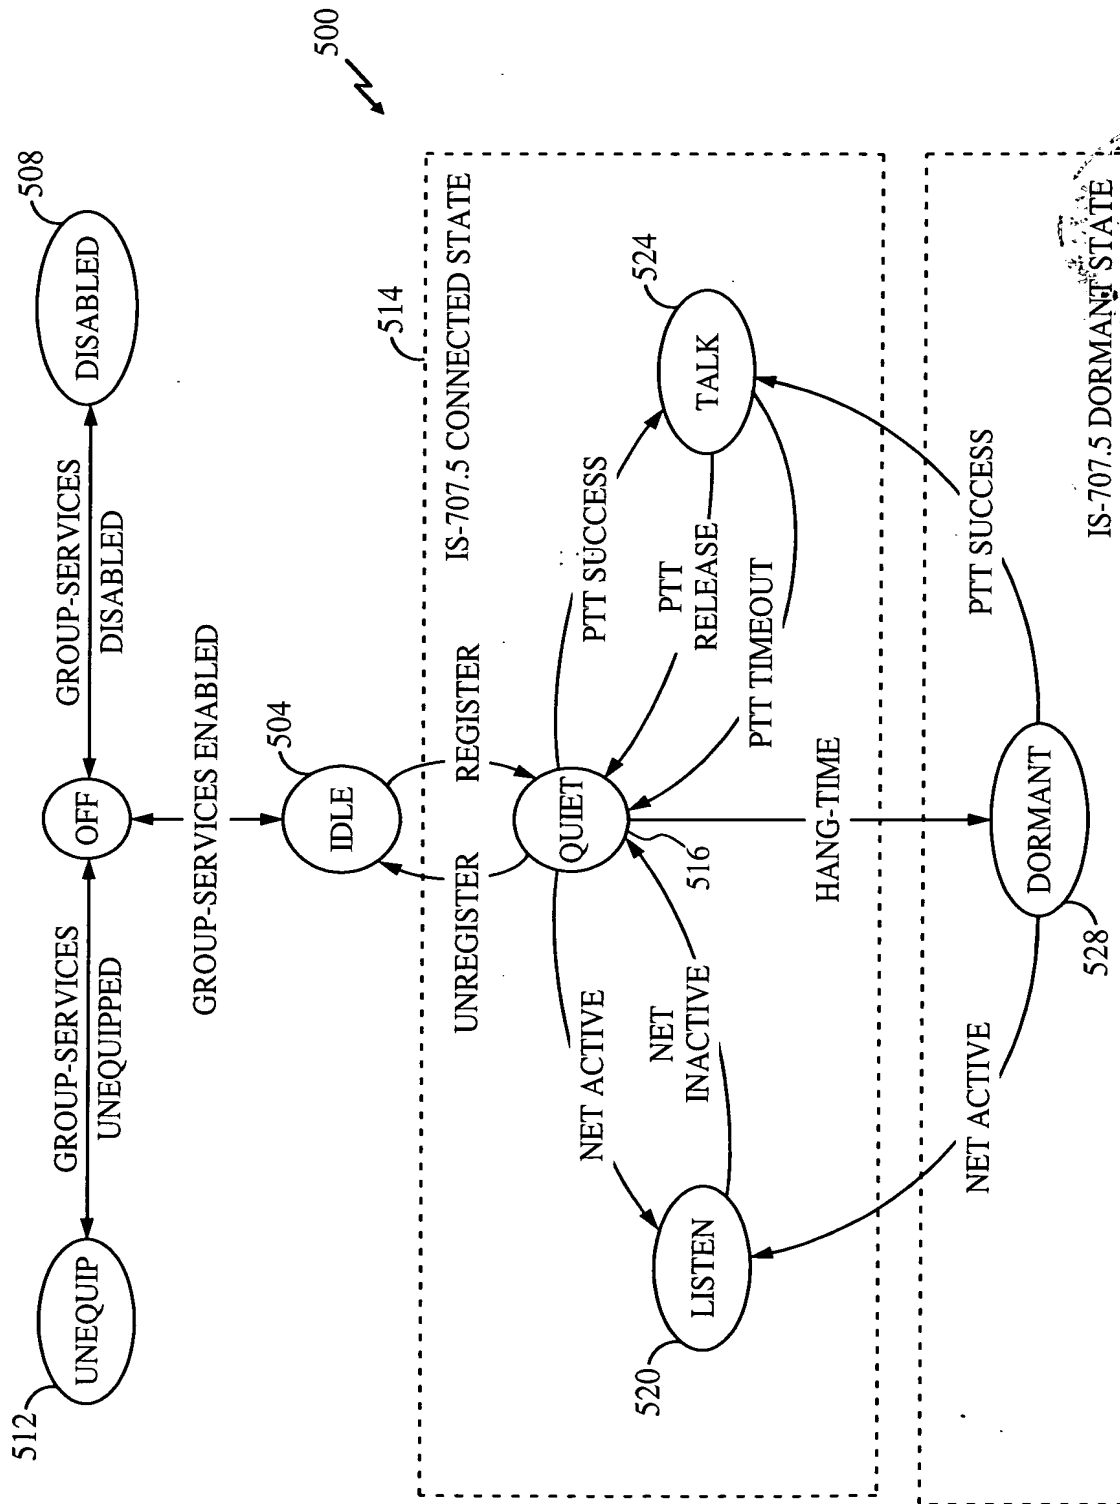 500
508
DISABLED
GROUP-SERVICES
DISABLED
OFF
GROUP-SERVICES
UNEQUIPPED
UNEQUIP
512
GROUP-SERVICES ENABLED
504
IDLE
514
IS-707.5 CONNECTED STATE
REGISTER
UNREGISTER
QUIET
516
PTT SUCCESS
524
TALK
PTT
RELEASE
PTT TIMEOUT
NET ACTIVE
NET
INACTIVE
LISTEN
520
HANG-TIME
PTT SUCCESS
NET ACTIVE
DORMANT
528
IS-707.5 DORMANT STATE